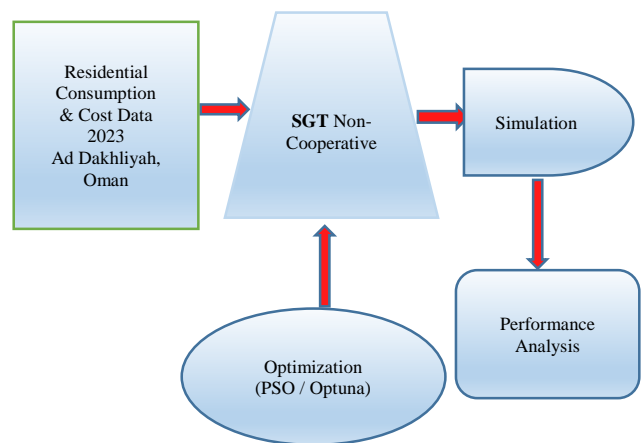 Residential
Consumption
& Cost Data
2023
Ad Dakhliyah,
Oman
SGT Non-
Cooperative
Simulation
Optimization
(PSO / Optuna)
Performance
Analysis